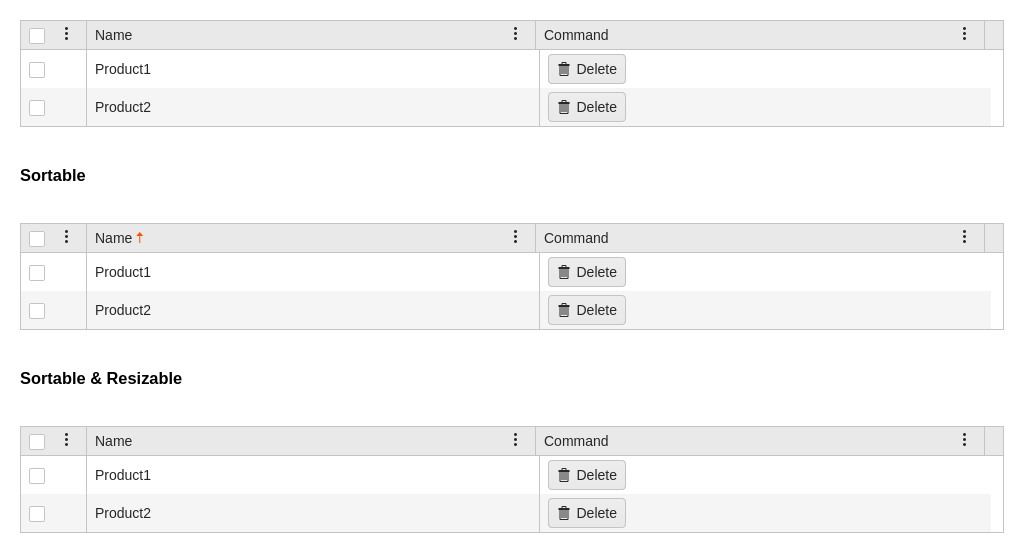 Name Command
Product1 Delete
Product2 Delete
Sortable
Name Command
Product1 Delete
Product2 Delete
Sortable & Resizable
Name Command
Product1 Delete
Product2 Delete